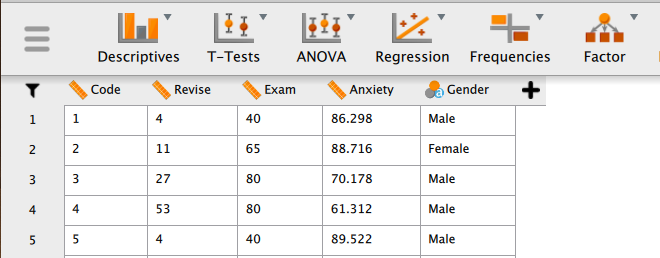 Descriptives T-Tests ANOVA Regression Frequencies Factor
Code Revise Exam Anxiety a Gender
1 1 4 40 86.298 Male
2 2 11 65 88.716 Female
3 3 27 80 70.178 Male
4 4 53 80 61.312 Male
5 5 4 40 89.522 Male